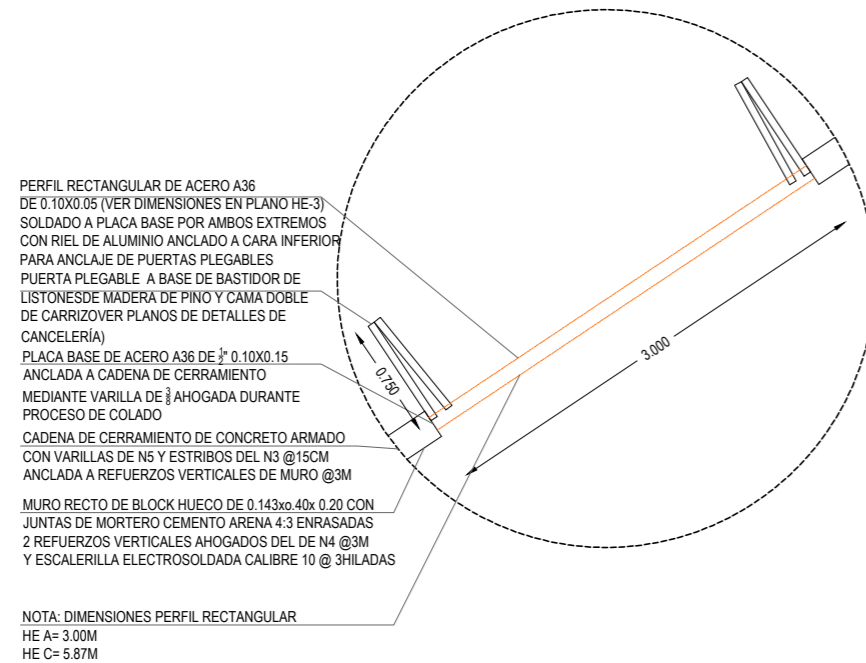 PERFIL RECTANGULAR DE ACERO A36
DE 0.10X0.05 (VER DIMENSIONES EN PLANO HE-3)
SOLDADO A PLACA BASE POR AMBOS EXTREMOS
CON RIEL DE ALUMINIO ANCLADO A CARA INFERIOR
PARA ANCLAJE DE PUERTAS PLEGABLES
PUERTA PLEGABLE A BASE DE BASTIDOR DE
LISTONESDE MADERA DE PINO Y CAMA DOBLE
DE CARRIZOVER PLANOS DE DETALLES DE
CANCELERÍA)
PLACA BASE DE ACERO A36 DE ½" 0.10X0.15
ANCLADA A CADENA DE CERRAMIENTO
MEDIANTE VARILLA DE ⅜ AHOGADA DURANTE
PROCESO DE COLADO
CADENA DE CERRAMIENTO DE CONCRETO ARMADO
CON VARILLAS DE N5 Y ESTRIBOS DEL N3 @15CM
ANCLADA A REFUERZOS VERTICALES DE MURO @3M
MURO RECTO DE BLOCK HUECO DE 0.143xo.40x 0.20 CON
JUNTAS DE MORTERO CEMENTO ARENA 4:3 ENRASADAS
2 REFUERZOS VERTICALES AHOGADOS DEL DE N4 @3M
Y ESCALERILLA ELECTROSOLDADA CALIBRE 10 @ 3HILADAS
NOTA: DIMENSIONES PERFIL RECTANGULAR
HE A= 3.00M
HE C= 5.87M
0.750
3.000